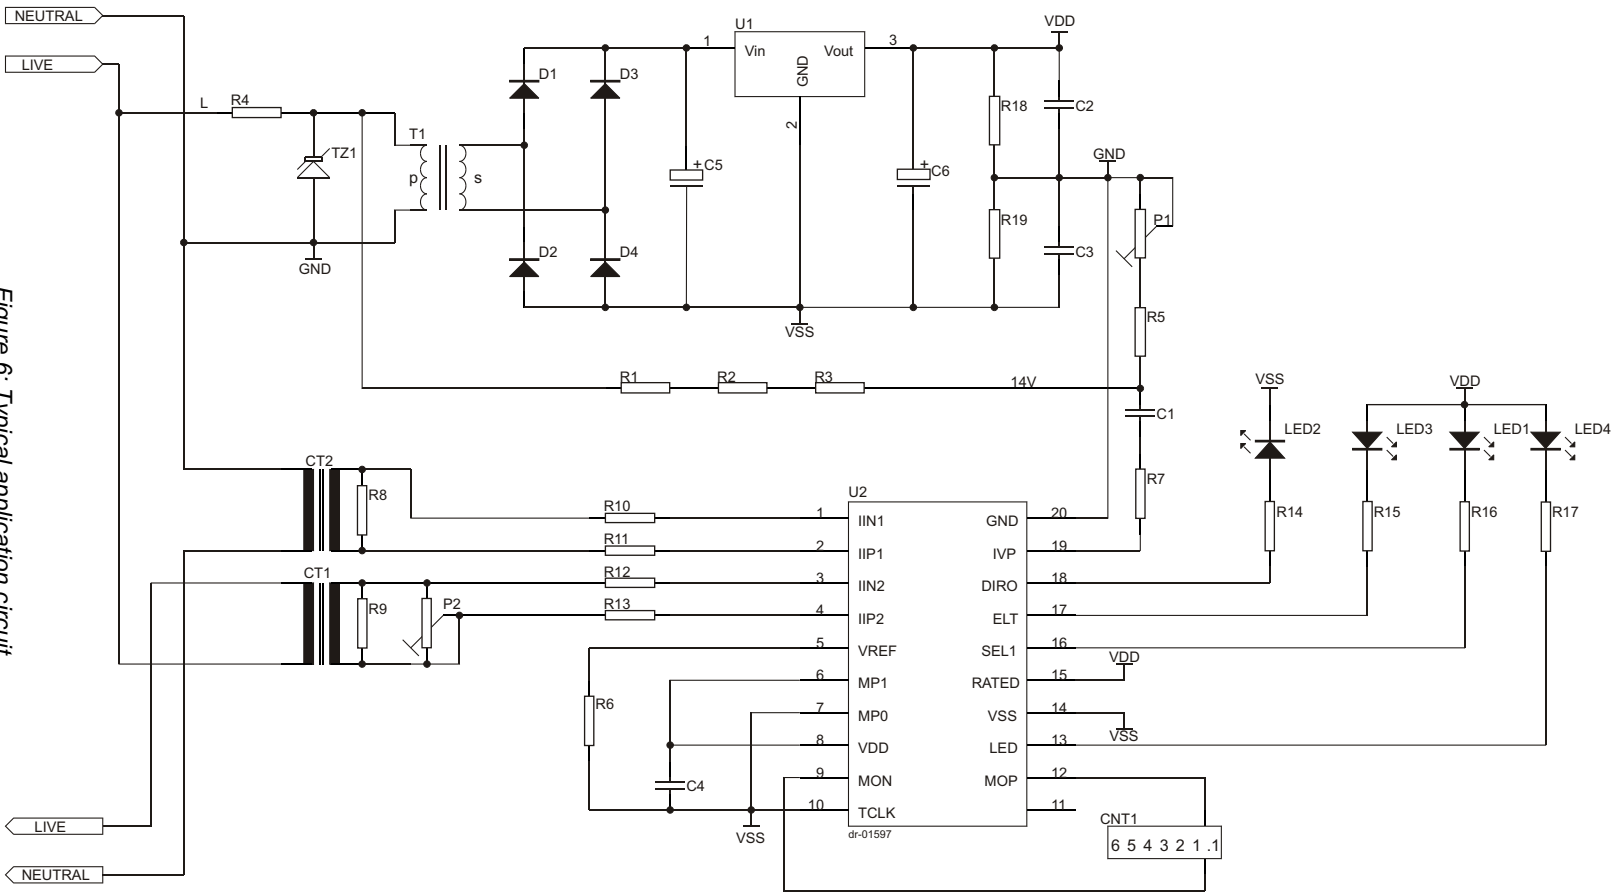 NEUTRAL
LIVE
L
R4
TZ1
GND
T1
p
s
D1
D3
D2
D4
+
C5
U1
1
Vin
Vout
3
GND
2
VSS
+
C6
VDD
R18
C2
GND
R19
C3
P1
R5
R1
R2
R3
14V
C1
R7
VSS
LED2
VDD
LED3
LED1
LED4
R14
R15
R16
R17
CT2
R8
R10
R11
CT1
R9
P2
R12
R13
R6
C4
VSS
U2
1 IIN1 GND 20
2 IIP1 IVP 19
3 IIN2 DIRO 18
4 IIP2 ELT 17
5 VREF SEL1 16
6 MP1 RATED 15
7 MP0 VSS 14
8 VDD LED 13
9 MON MOP 12
10 TCLK 11
dr-01597
VDD
VSS
CNT1
6 5 4 3 2 1 .1
LIVE
NEUTRAL
Figure 6: Typical application circuit